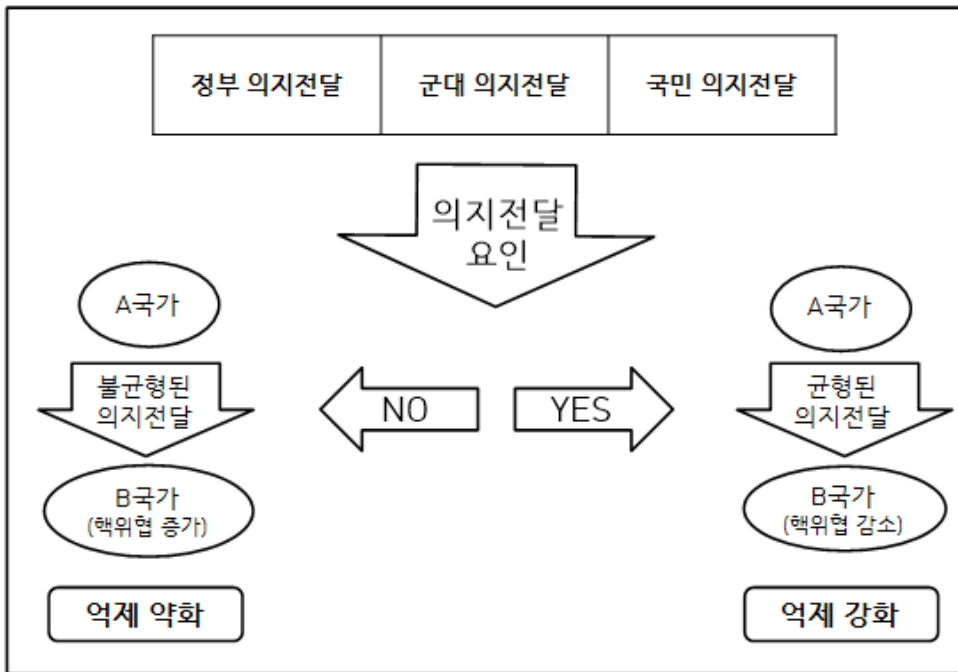 정부 의지전달 군대 의지전달 국민 의지전달
의지전달
요인
A국가 A국가
불균형된
의지전달
NO YES
균형된
의지전달
B국가
(핵위협 증가)
B국가
(핵위협 감소)
억제 약화 억제 강화